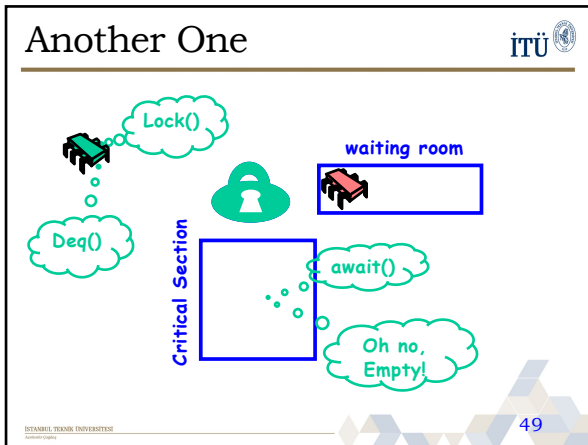 Another One
İTÜ
Lock()
waiting room
Deq()
Critical Section
await()
Oh no,
Empty!
İSTANBUL TEKNİK ÜNİVERSİTESİ
49